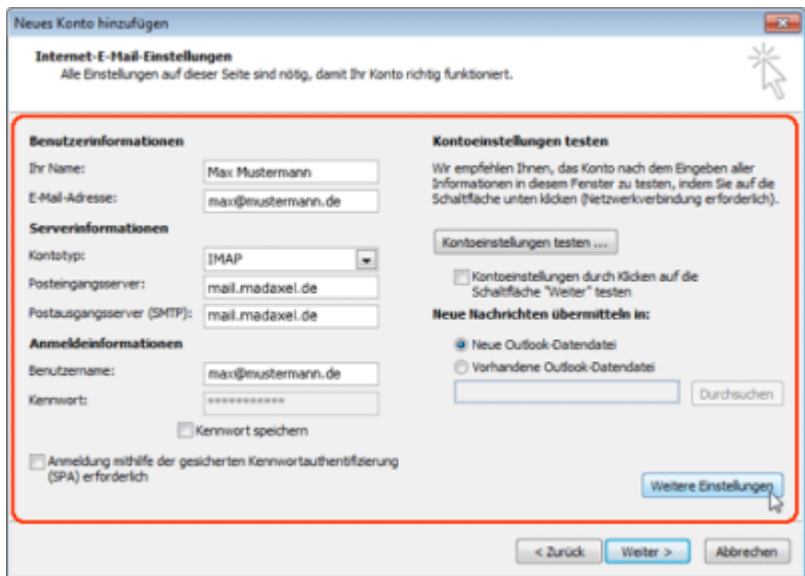 Neues Konto hinzufügen
Internet-E-Mail-Einstellungen
Alle Einstellungen auf dieser Seite sind nötig, damit Ihr Konto richtig funktioniert.
Benutzerinformationen
Ihr Name:
Max Mustermann
E-Mail-Adresse:
max@mustermann.de
Serverinformationen
Kontotyp:
IMAP
Posteingangsserver:
mail.madaxel.de
Postausgangsserver (SMTP):
mail.madaxel.de
Anmeldeinformationen
Benutzername:
max@mustermann.de
Kennwort:
***********
Kennwort speichern
Anmeldung mithilfe der gesicherten Kennwortauthentifizierung
(SPA) erforderlich
Kontoeinstellungen testen
Wir empfehlen Ihnen, das Konto nach dem Eingeben aller
Informationen in diesem Fenster zu testen, indem Sie auf die
Schaltfläche unten klicken (Netzwerkverbindung erforderlich).
Kontoeinstellungen testen ...
Kontoeinstellungen durch Klicken auf die
Schaltfläche "Weiter" testen
Neue Nachrichten übermitteln in:
Neue Outlook-Datendatei
Vorhandene Outlook-Datendatei
Durchsuchen
Weitere Einstellungen
< Zurück
Weiter >
Abbrechen